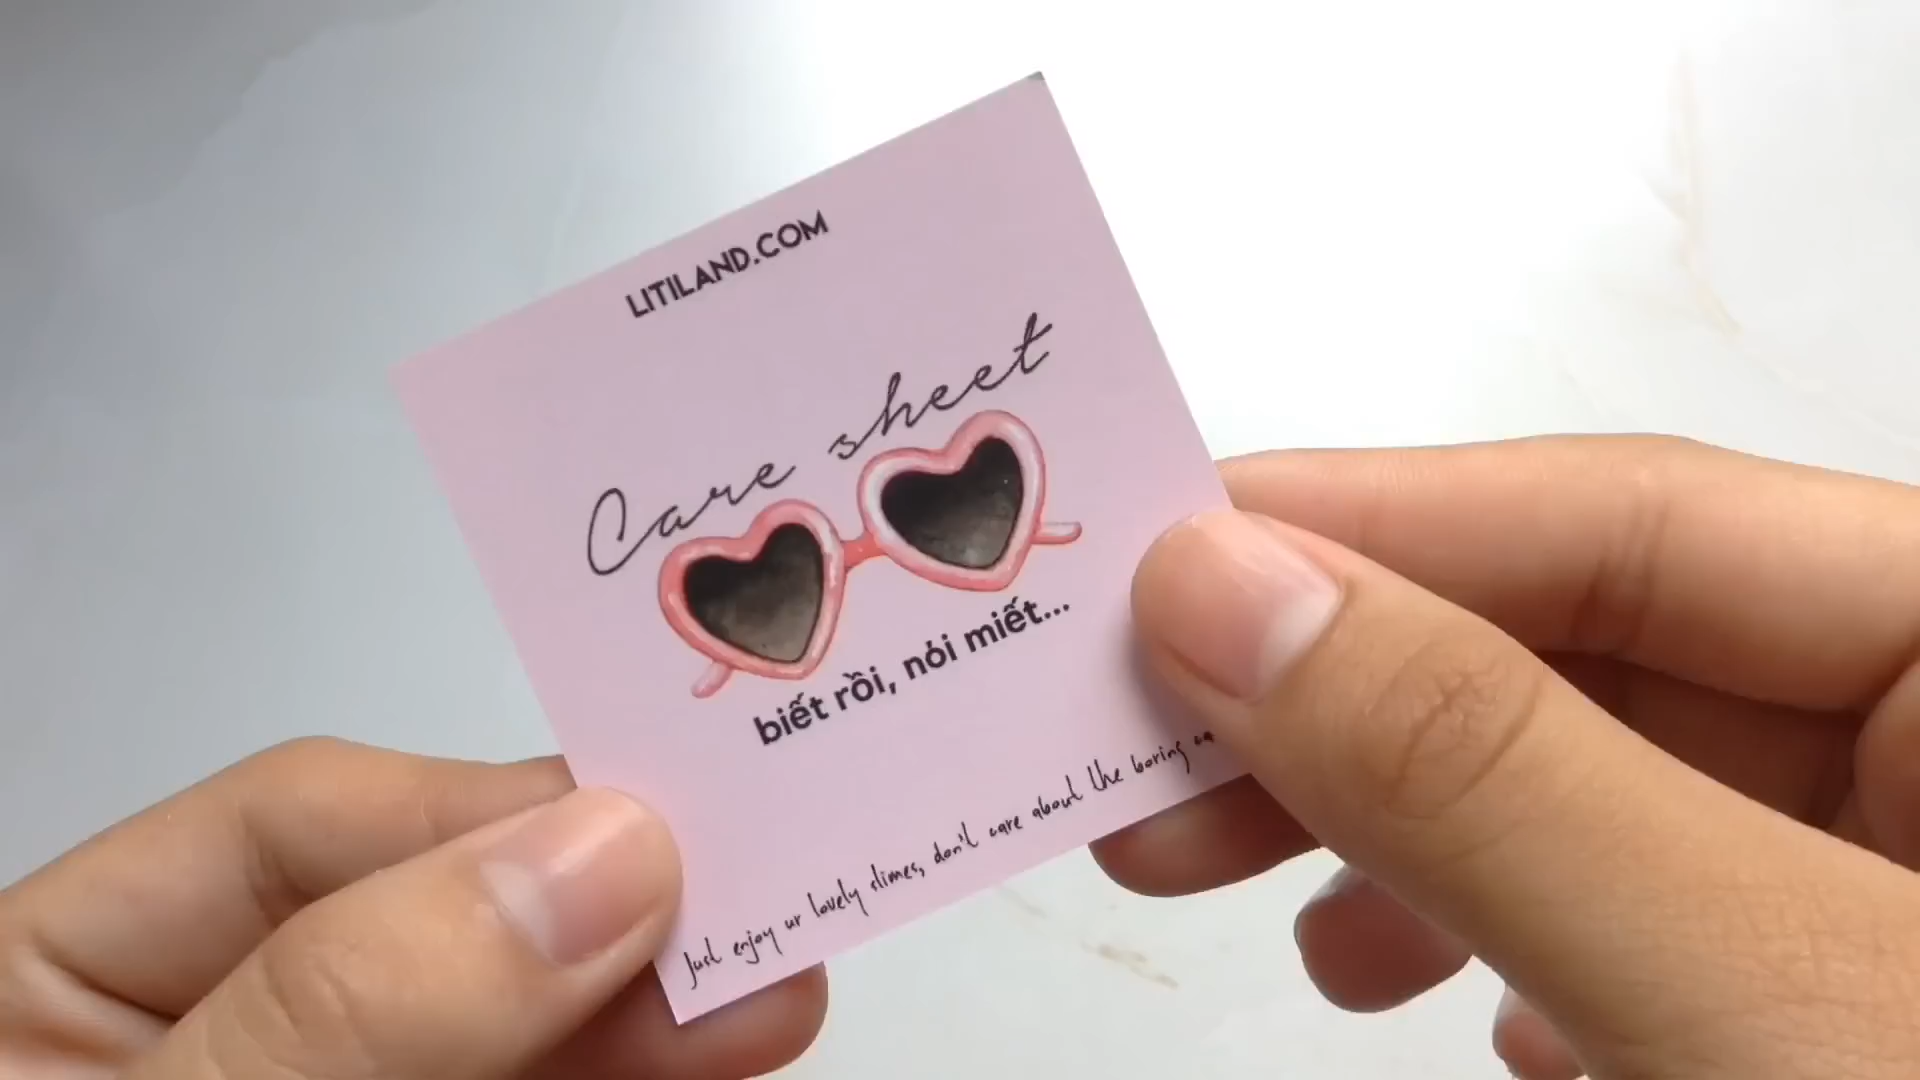 LITILAND.COM
Care sheet
biết rồi, nói miết...
Just enjoy ur lovely slimes, don't care about the boring